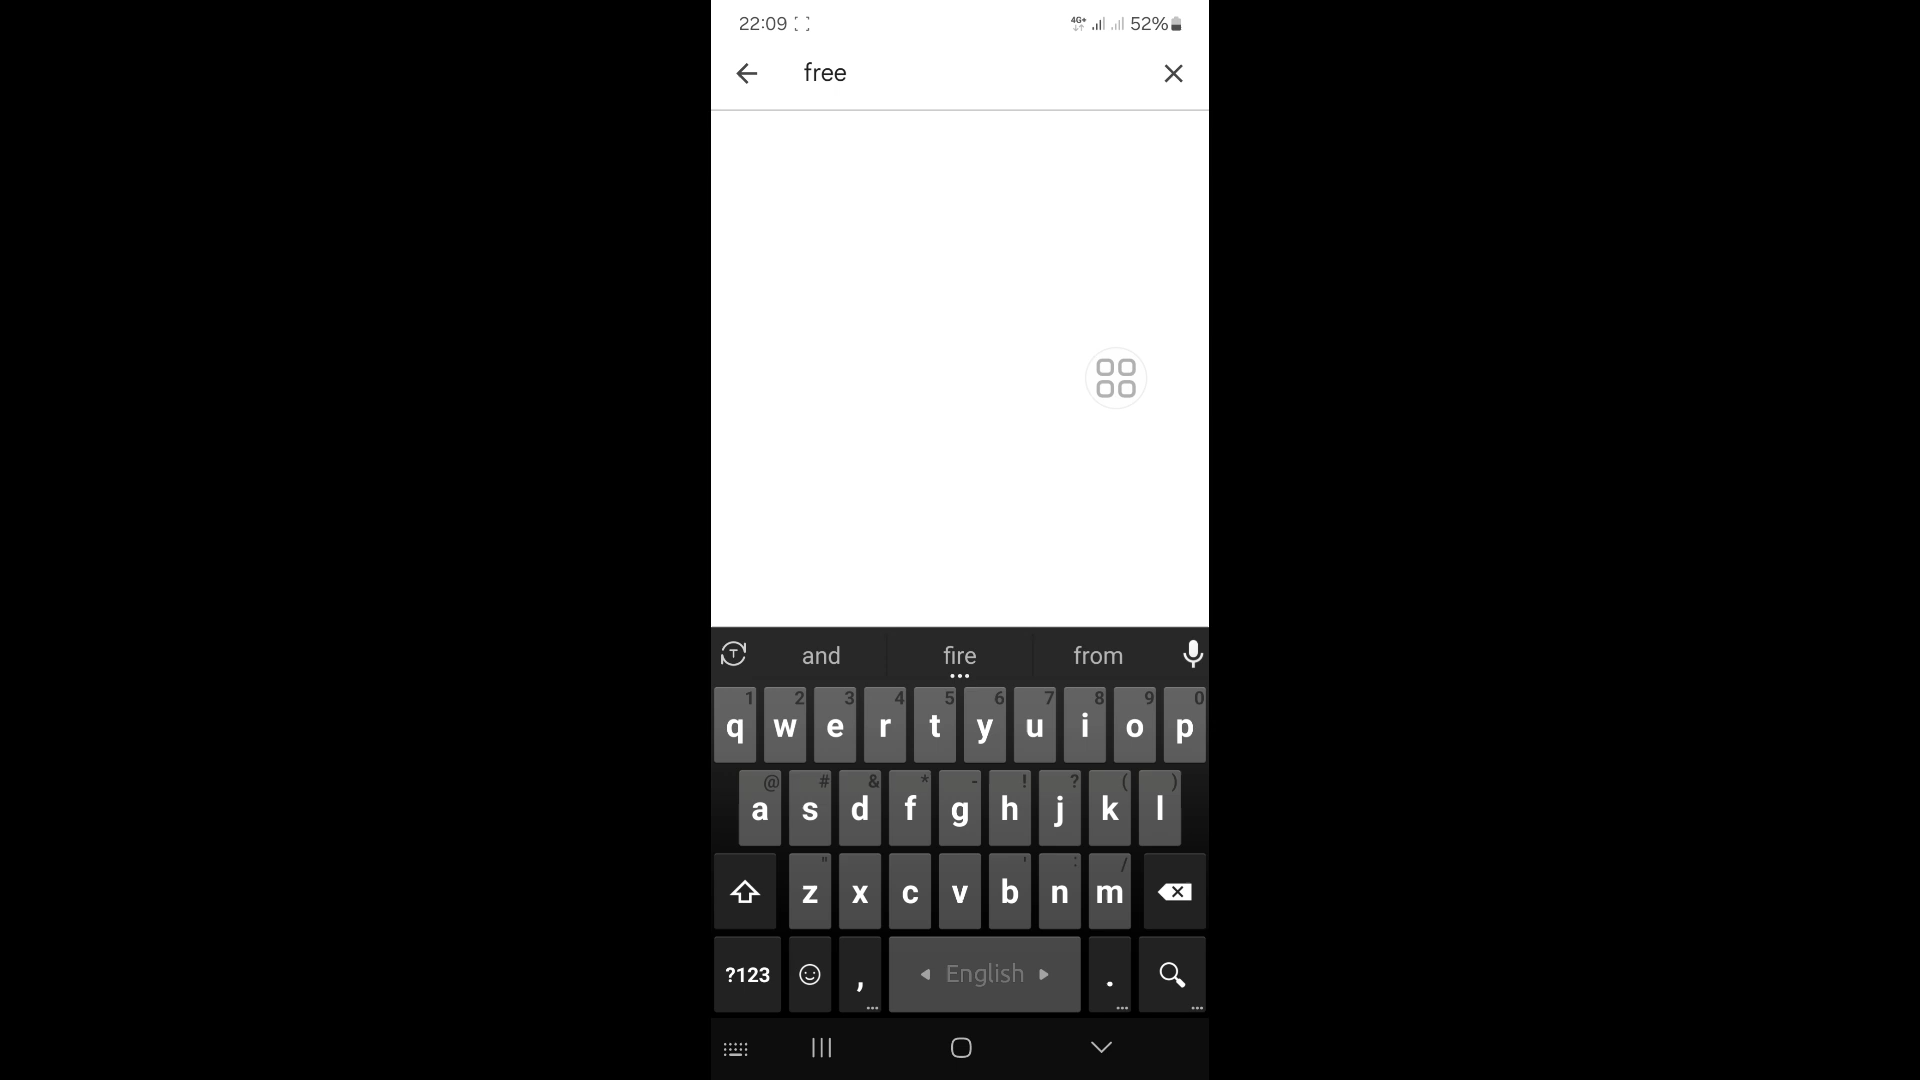 22:09 4G+ 52%
free
and fire from
1 2 3 4 5 6 7 8 9 0
q w e r t y u i o p
@ # & * - ! ? ( )
a s d f g h j k l
" ' : /
z x c v b n m
?123 , English .